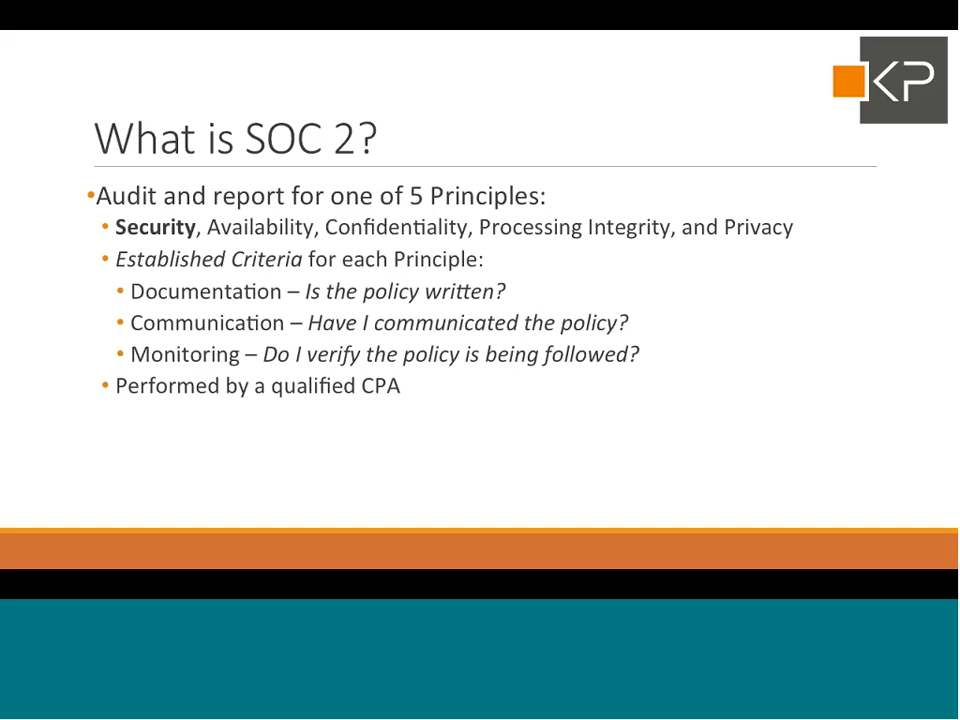 KP
What is SOC 2?
•Audit and report for one of 5 Principles:
• Security, Availability, Confidentiality, Processing Integrity, and Privacy
• Established Criteria for each Principle:
• Documentation – Is the policy written?
• Communication – Have I communicated the policy?
• Monitoring – Do I verify the policy is being followed?
• Performed by a qualified CPA